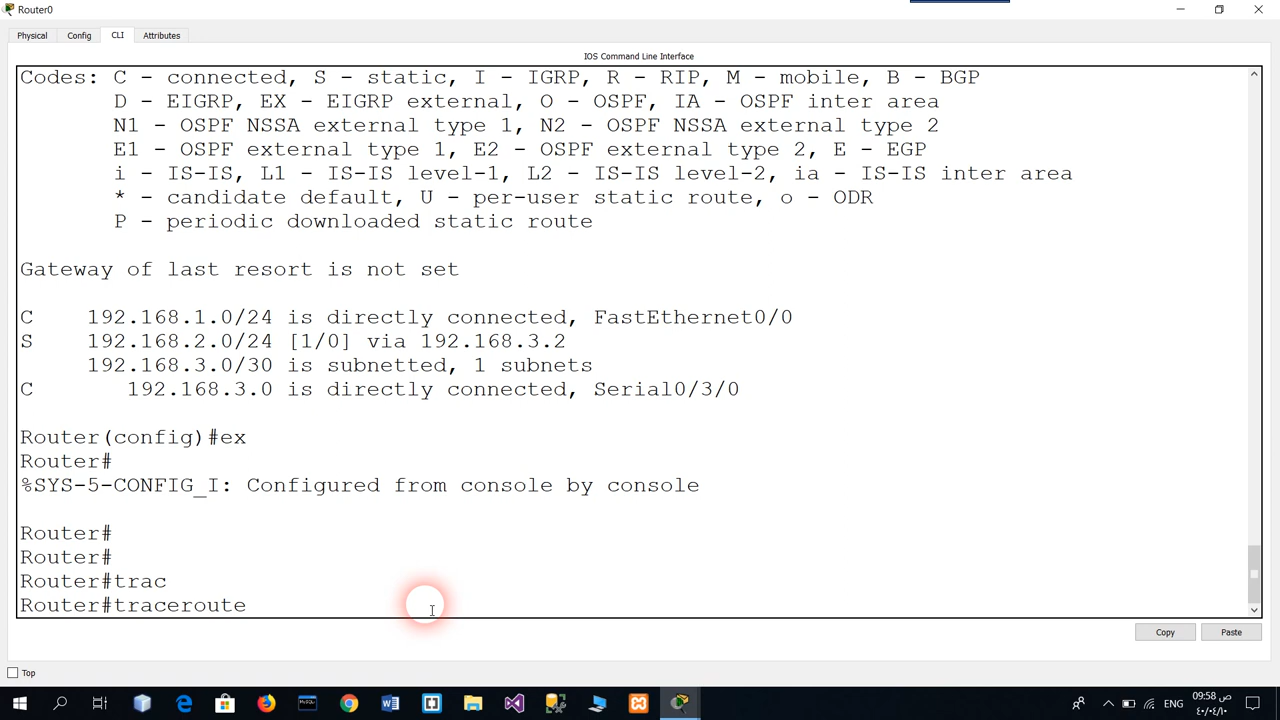 Router0
Physical Config CLI Attributes
IOS Command Line Interface
Codes: C - connected, S - static, I - IGRP, R - RIP, M - mobile, B - BGP
D - EIGRP, EX - EIGRP external, O - OSPF, IA - OSPF inter area
N1 - OSPF NSSA external type 1, N2 - OSPF NSSA external type 2
E1 - OSPF external type 1, E2 - OSPF external type 2, E - EGP
i - IS-IS, L1 - IS-IS level-1, L2 - IS-IS level-2, ia - IS-IS inter area
* - candidate default, U - per-user static route, o - ODR
P - periodic downloaded static route
Gateway of last resort is not set
C 192.168.1.0/24 is directly connected, FastEthernet0/0
S 192.168.2.0/24 [1/0] via 192.168.3.2
192.168.3.0/30 is subnetted, 1 subnets
C 192.168.3.0 is directly connected, Serial0/3/0
Router(config)#ex
Router#
%SYS-5-CONFIG_I: Configured from console by console
Router#
Router#
Router#trac
Router#traceroute
Copy Paste
Top
MySQL
ENG
09:58 ص